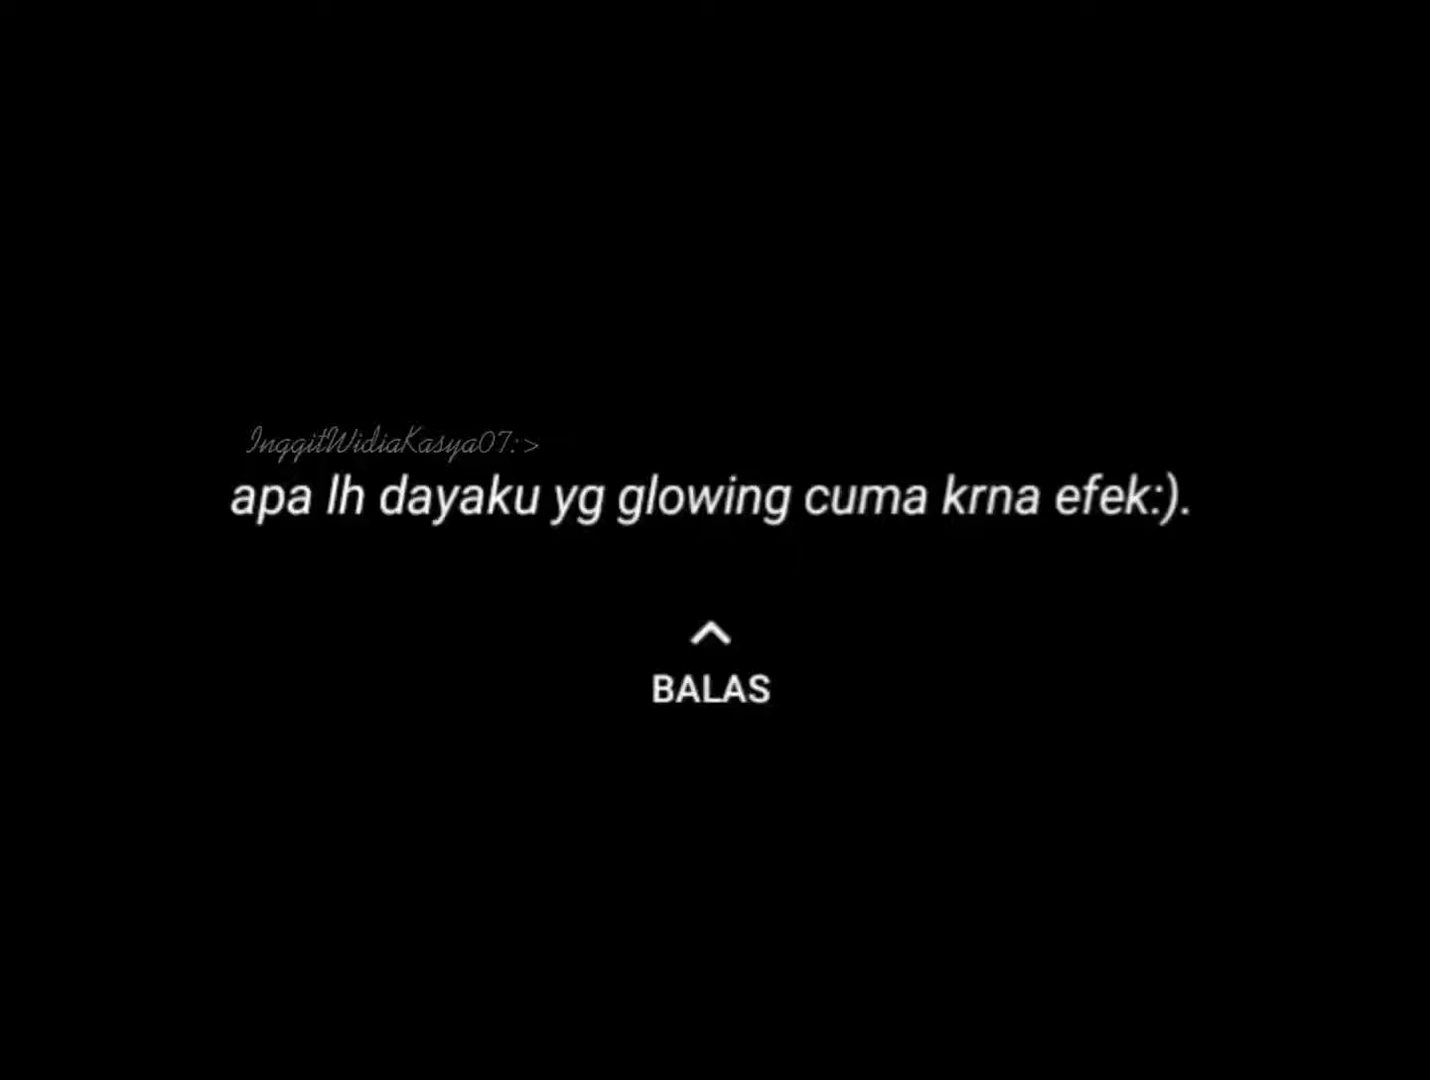 InggitWidiaKasya07:>
apa lh dayaku yg glowing cuma krna efek:).
BALAS